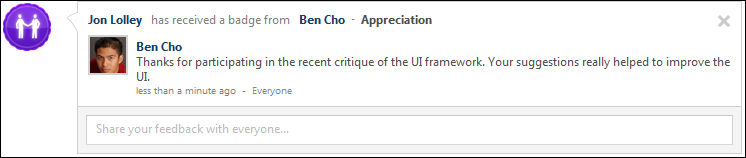 Jon Lolley has received a badge from Ben Cho - Appreciation
Ben Cho
Thanks for participating in the recent critique of the UI framework. Your suggestions really helped to improve the
UI.
less than a minute ago - Everyone
Share your feedback with everyone...